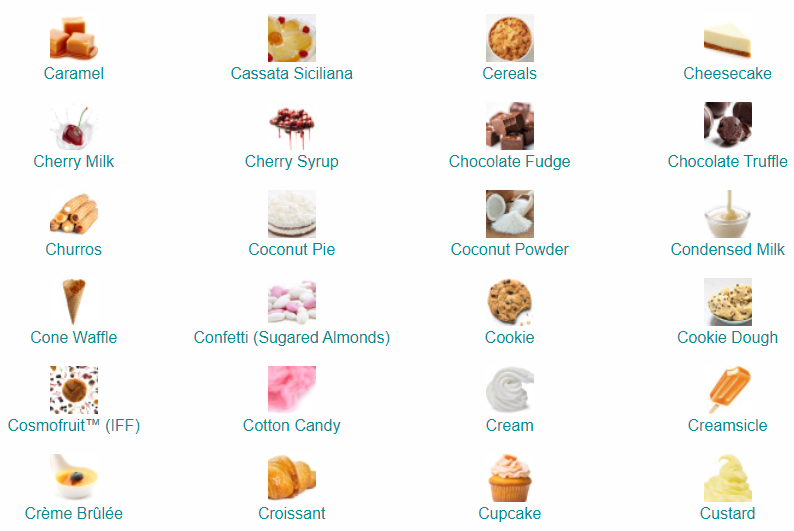 Caramel
Cassata Siciliana
Cereals
Cheesecake
Cherry Milk
Cherry Syrup
Chocolate Fudge
Chocolate Truffle
Churros
Coconut Pie
Coconut Powder
Condensed Milk
Cone Waffle
Confetti (Sugared Almonds)
Cookie
Cookie Dough
Cosmofruit™ (IFF)
Cotton Candy
Cream
Creamsicle
Crème Brûlée
Croissant
Cupcake
Custard